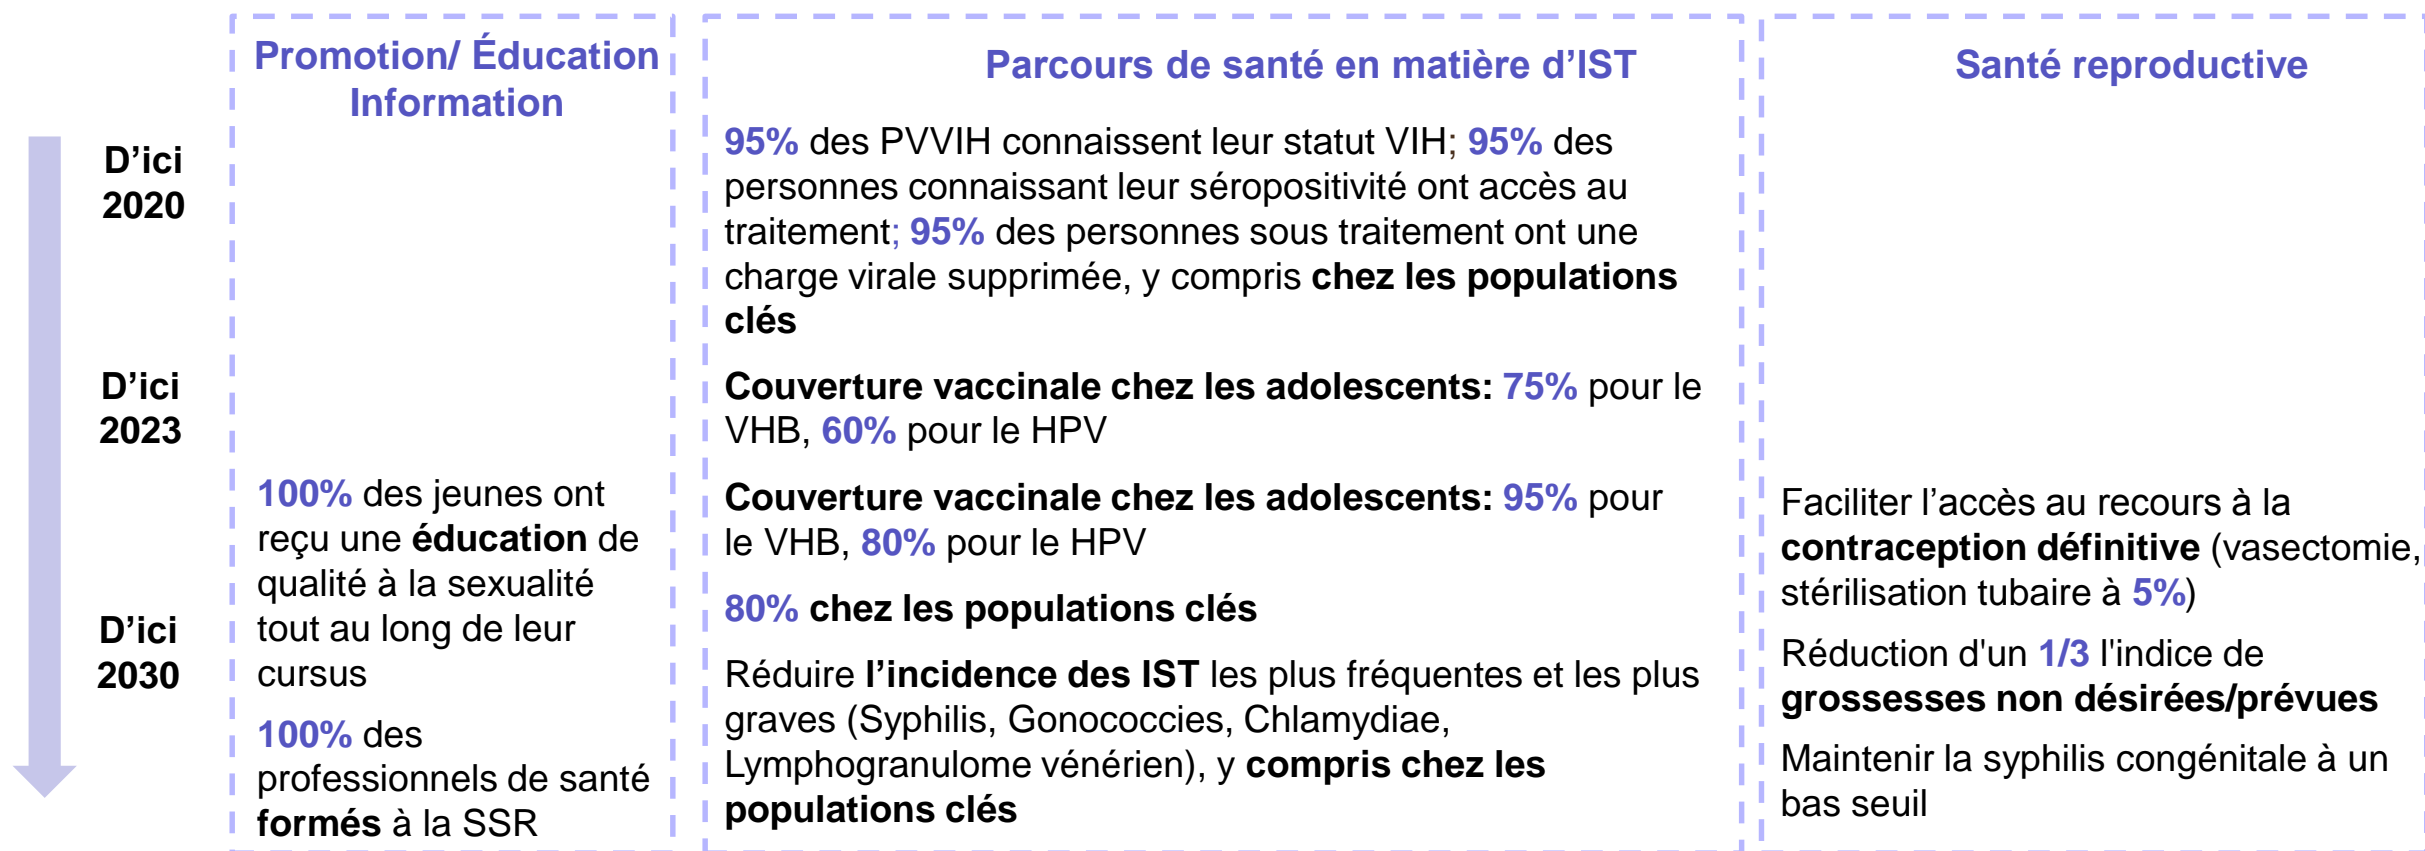 Promotion/ Éducation
Information
Parcours de santé en matière d’IST
Santé reproductive
D’ici
2020
95% des PVVIH connaissent leur statut VIH; 95% des
personnes connaissant leur séropositivité ont accès au
traitement; 95% des personnes sous traitement ont une
charge virale supprimée, y compris chez les populations
clés
D’ici
2023
Couverture vaccinale chez les adolescents: 75% pour le
VHB, 60% pour le HPV
D’ici
2030
100% des jeunes ont
reçu une éducation de
qualité à la sexualité
tout au long de leur
cursus
100% des
professionnels de santé
formés à la SSR
Couverture vaccinale chez les adolescents: 95% pour
le VHB, 80% pour le HPV
80% chez les populations clés
Réduire l’incidence des IST les plus fréquentes et les plus
graves (Syphilis, Gonococcies, Chlamydiae,
Lymphogranulome vénérien), y compris chez les
populations clés
Faciliter l’accès au recours à la
contraception définitive (vasectomie,
stérilisation tubaire à 5%)
Réduction d'un 1/3 l'indice de
grossesses non désirées/prévues
Maintenir la syphilis congénitale à un
bas seuil